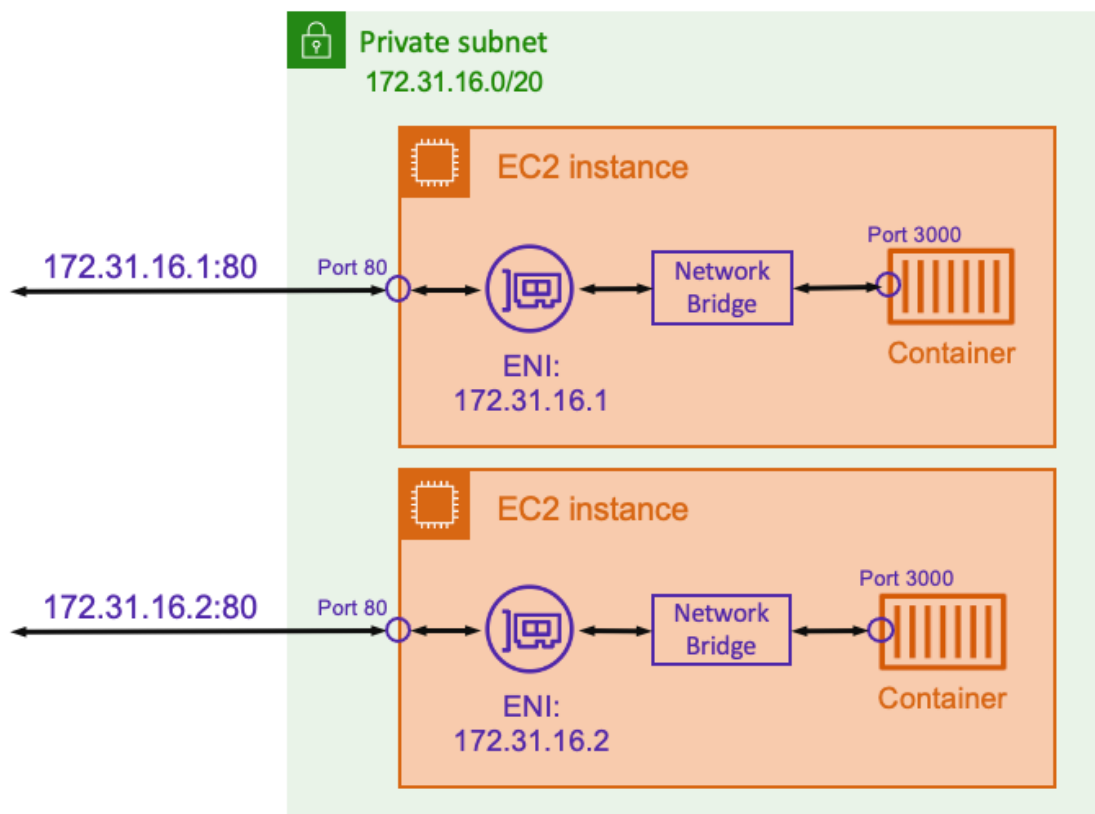 Private subnet
172.31.16.0/20
EC2 instance
172.31.16.1:80
Port 80
Port 3000
Network
Bridge
Container
ENI:
172.31.16.1
EC2 instance
172.31.16.2:80
Port 80
Port 3000
Network
Bridge
Container
ENI:
172.31.16.2